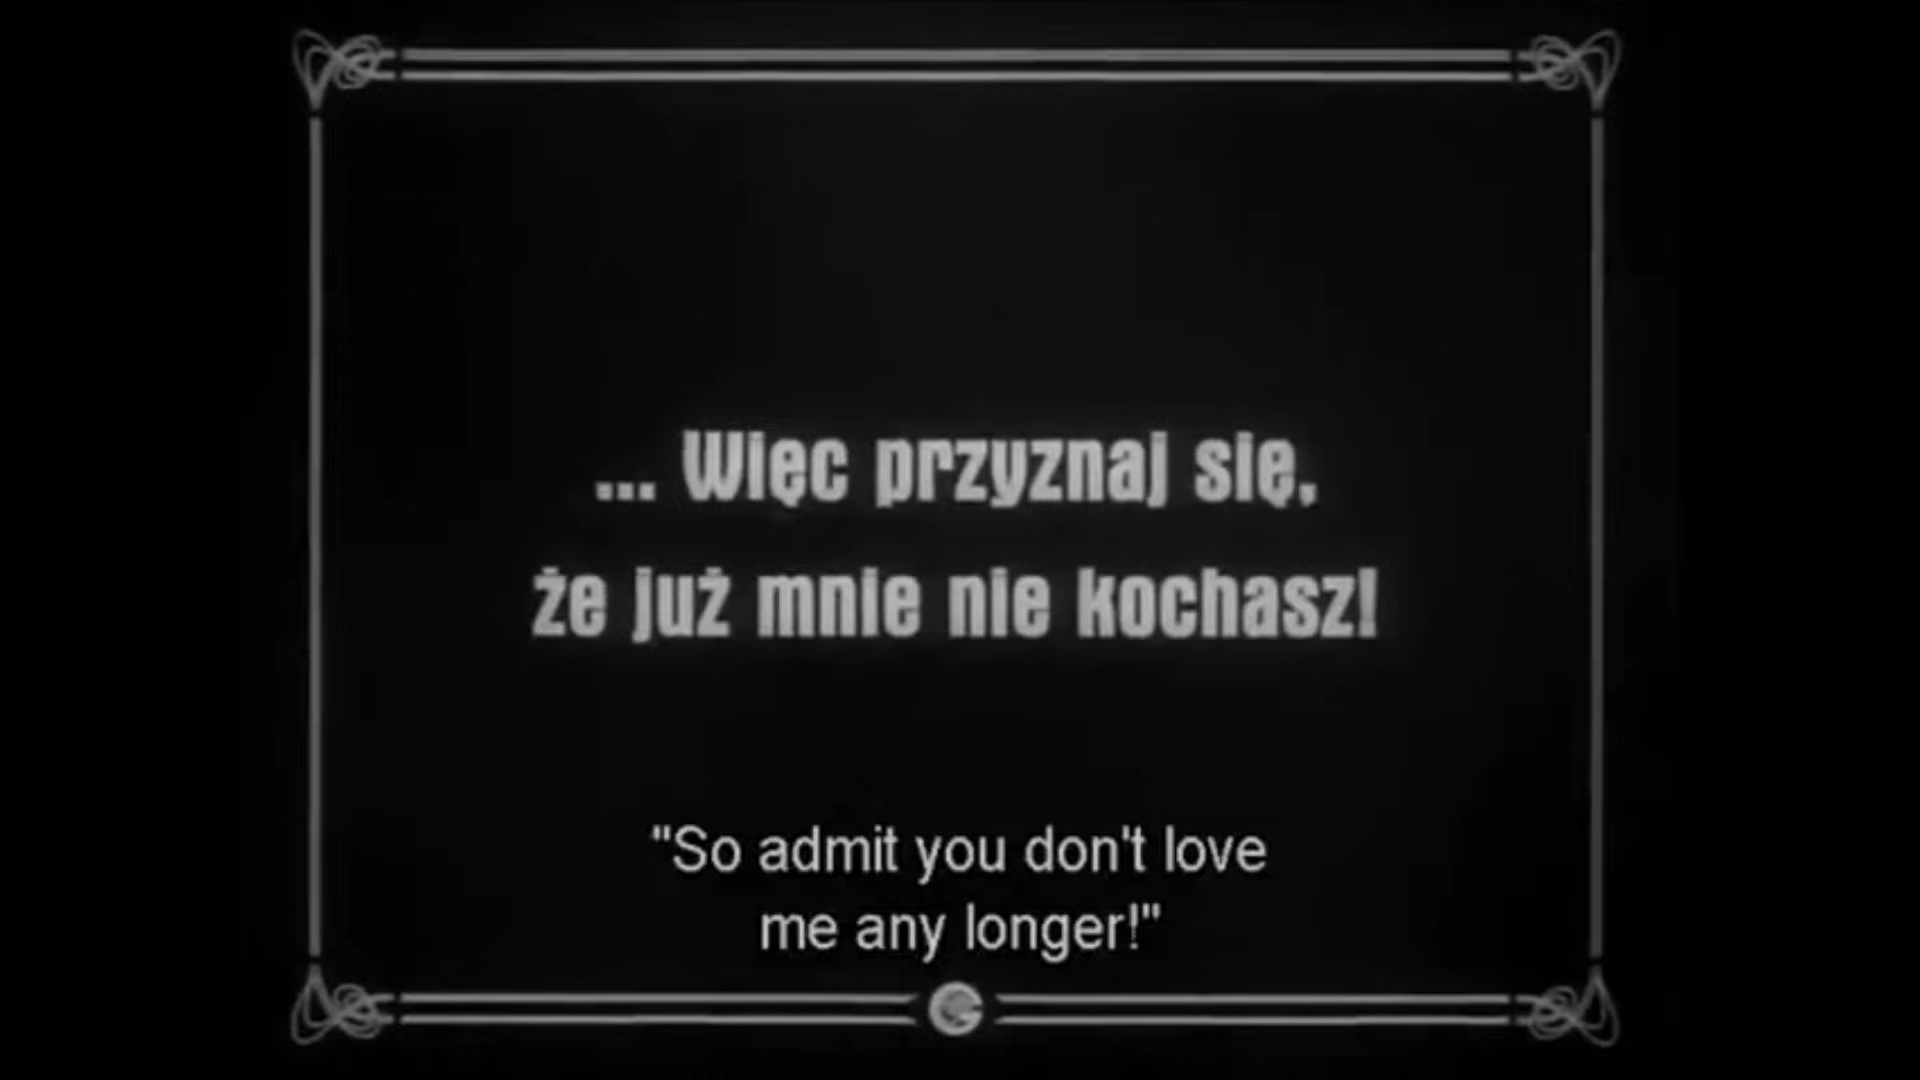 ... Więc przyznaj się,
że już mnie nie kochasz!
"So admit you don't love
me any longer!"